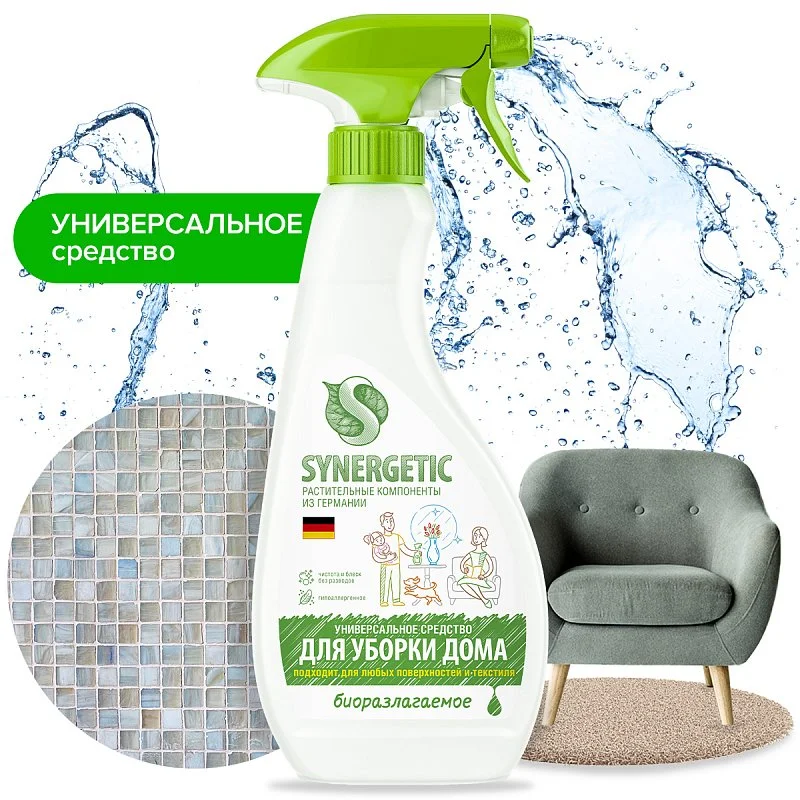 УНИВЕРСАЛЬНОЕ
средство
SYNERGETIC
РАСТИТЕЛЬНЫЕ КОМПОНЕНТЫ
ИЗ ГЕРМАНИИ
чистота и блеск
без разводов
гипоаллергенное
УНИВЕРСАЛЬНОЕ СРЕДСТВО
ДЛЯ УБОРКИ ДОМА
подходит для любых поверхностей и текстиля
биоразлагаемое